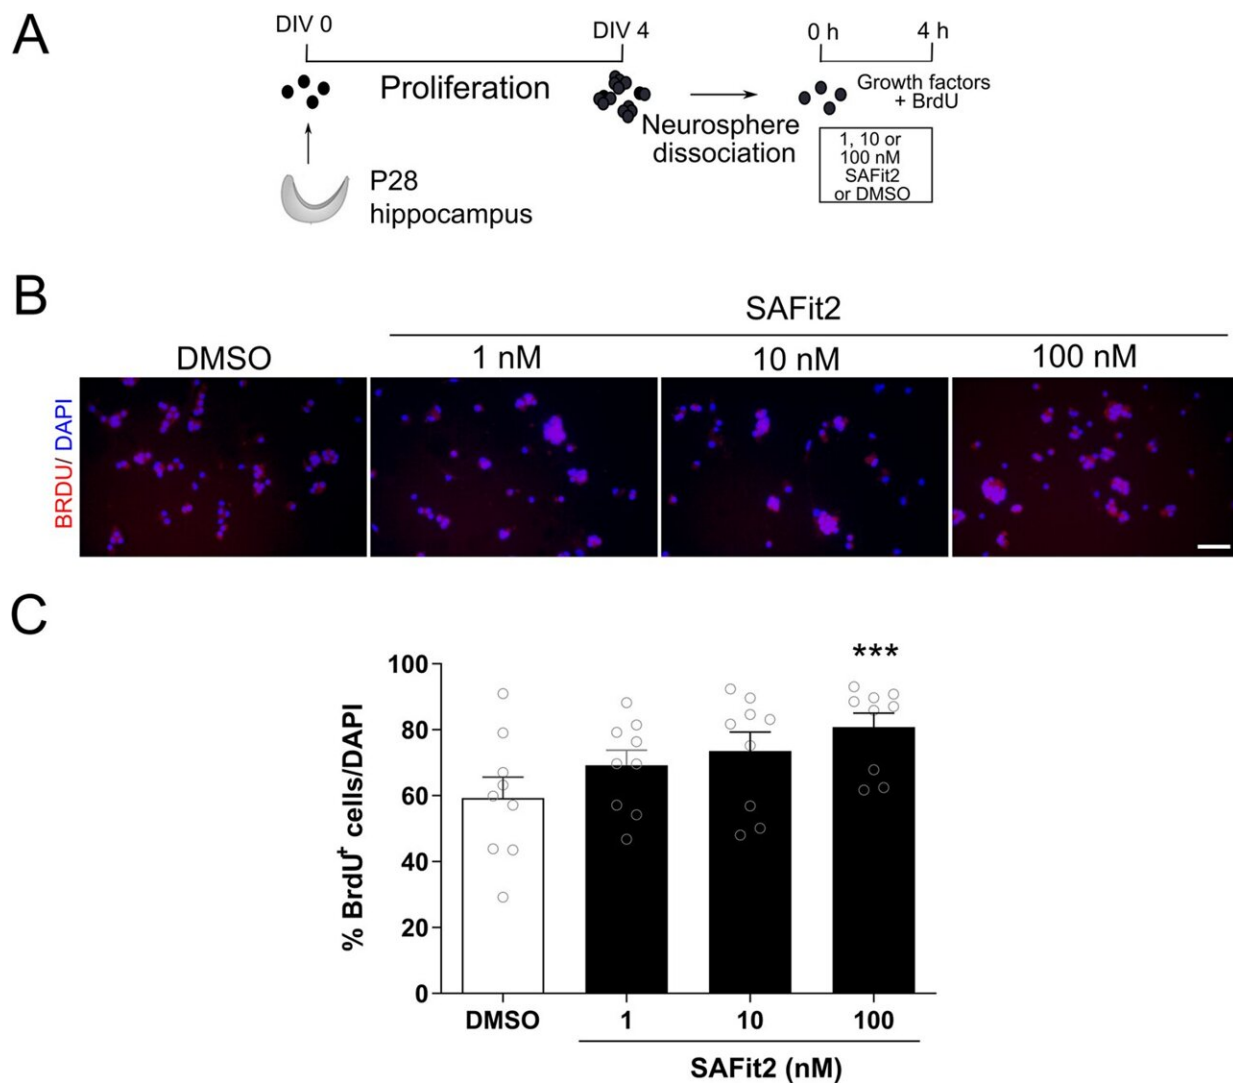 A
DIV 0
DIV 4
0 h
4 h
Proliferation
Growth factors
+ BrdU
Neurosphere
dissociation
1, 10 or
100 nM
SAFit2
or DMSO
P28
hippocampus
B
SAFit2
DMSO
1 nM
10 nM
100 nM
BRDU/ DAPI
C
% BrdU⁺ cells/DAPI
100
80
60
40
20
0
***
DMSO
1
10
100
SAFit2 (nM)